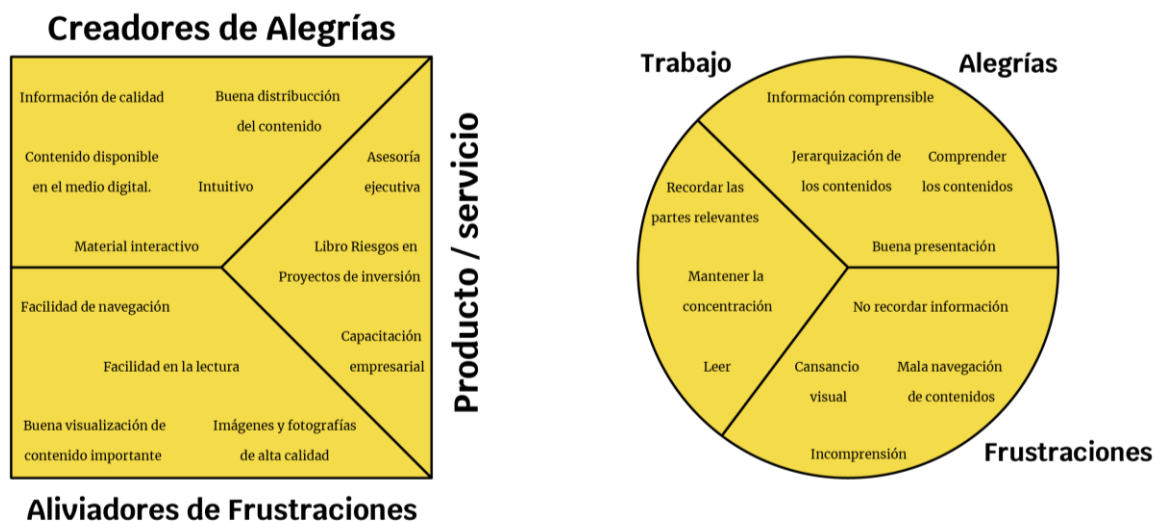 Creadores de Alegrías
Información de calidad
Buena distribucción
del contenido
Contenido disponible
en el medio digital.
Intuitivo
Material interactivo
Asesoría
ejecutiva
Libro Riesgos en
Proyectos de inversión
Capacitación
empresarial
Producto / servicio
Facilidad de navegación
Facilidad en la lectura
Buena visualización de
contenido importante
Imágenes y fotografías
de alta calidad
Aliviadores de Frustraciones
Trabajo
Recordar las
partes relevantes
Mantener la
concentración
Leer
Alegrías
Información comprensible
Jerarquización de
los contenidos
Comprender
los contenidos
Buena presentación
No recordar información
Cansancio
visual
Mala navegación
de contenidos
Incomprensión
Frustraciones